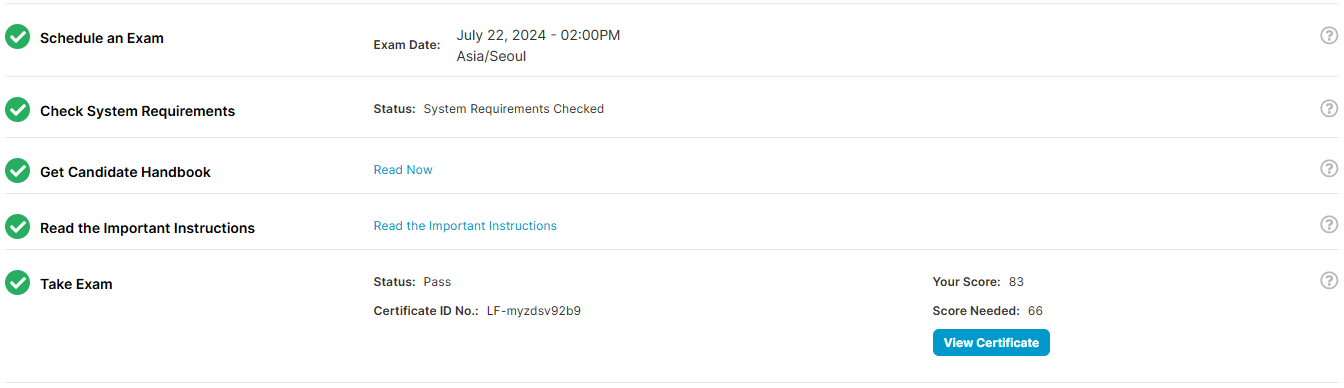 Schedule an Exam
Exam Date:
July 22, 2024 - 02:00PM
Asia/Seoul
Check System Requirements
Status: System Requirements Checked
Get Candidate Handbook
Read Now
Read the Important Instructions
Read the Important Instructions
Take Exam
Status: Pass
Your Score: 83
Certificate ID No.: LF-myzdsv92b9
Score Needed: 66
View Certificate